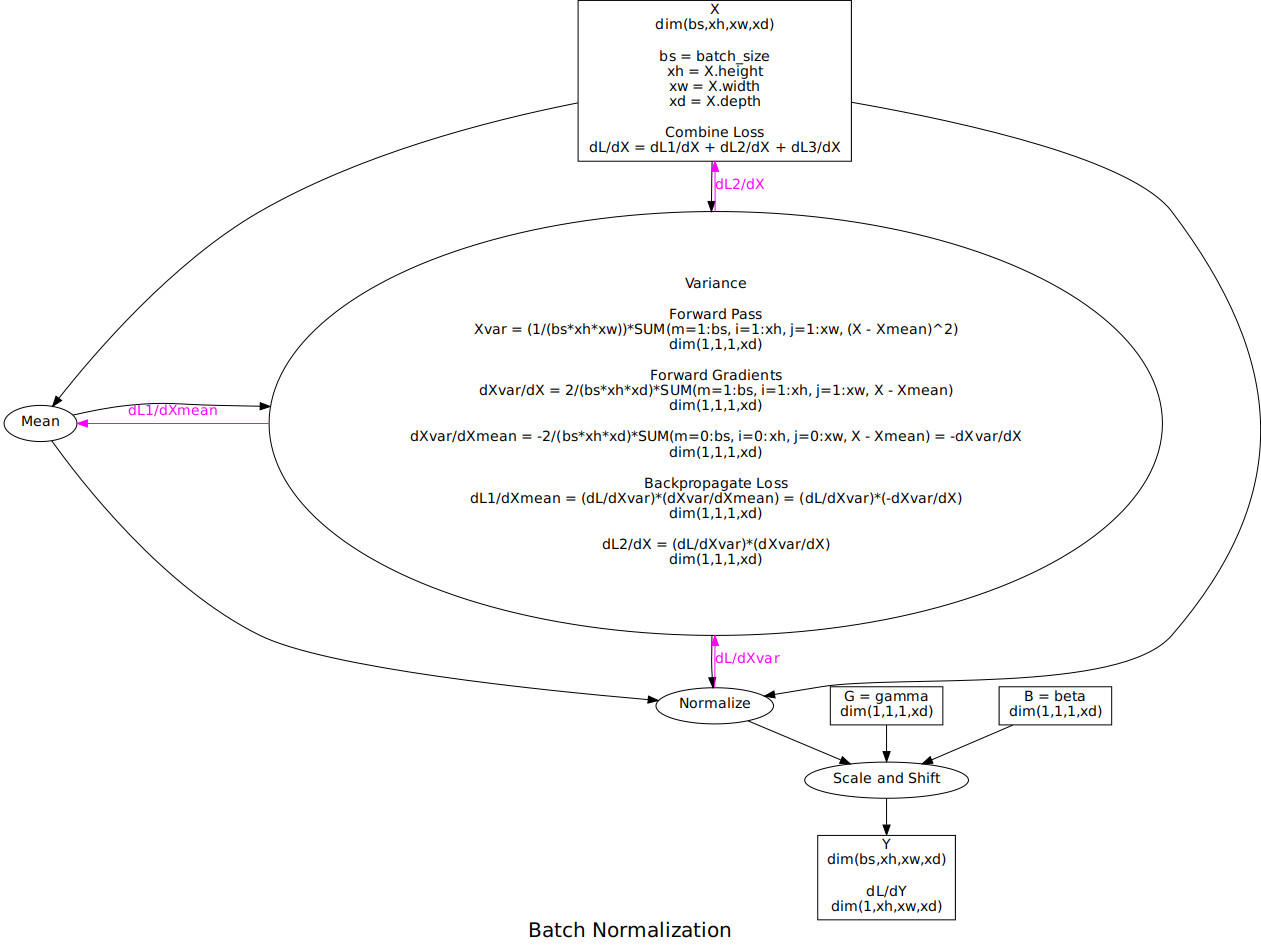 X
dim(bs,xh,xw,xd)
bs = batch_size
xh = X.height
xw = X.width
xd = X.depth
Combine Loss
dL/dX = dL1/dX + dL2/dX + dL3/dX
dL2/dX
Variance
Forward Pass
Xvar = (1/(bs*xh*xw))*SUM(m=1:bs, i=1:xh, j=1:xw, (X - Xmean)^2)
dim(1,1,1,xd)
Forward Gradients
dXvar/dX = 2/(bs*xh*xd)*SUM(m=1:bs, i=1:xh, j=1:xw, X - Xmean)
dim(1,1,1,xd)
dXvar/dXmean = -2/(bs*xh*xd)*SUM(m=0:bs, i=0:xh, j=0:xw, X - Xmean) = -dXvar/dX
dim(1,1,1,xd)
Backpropagate Loss
dL1/dXmean = (dL/dXvar)*(dXvar/dXmean) = (dL/dXvar)*(-dXvar/dX)
dim(1,1,1,xd)
dL2/dX = (dL/dXvar)*(dXvar/dX)
dim(1,1,1,xd)
Mean
dL1/dXmean
dL/dXvar
Normalize
G = gamma
dim(1,1,1,xd)
B = beta
dim(1,1,1,xd)
Scale and Shift
Y
dim(bs,xh,xw,xd)
dL/dY
dim(1,xh,xw,xd)
Batch Normalization